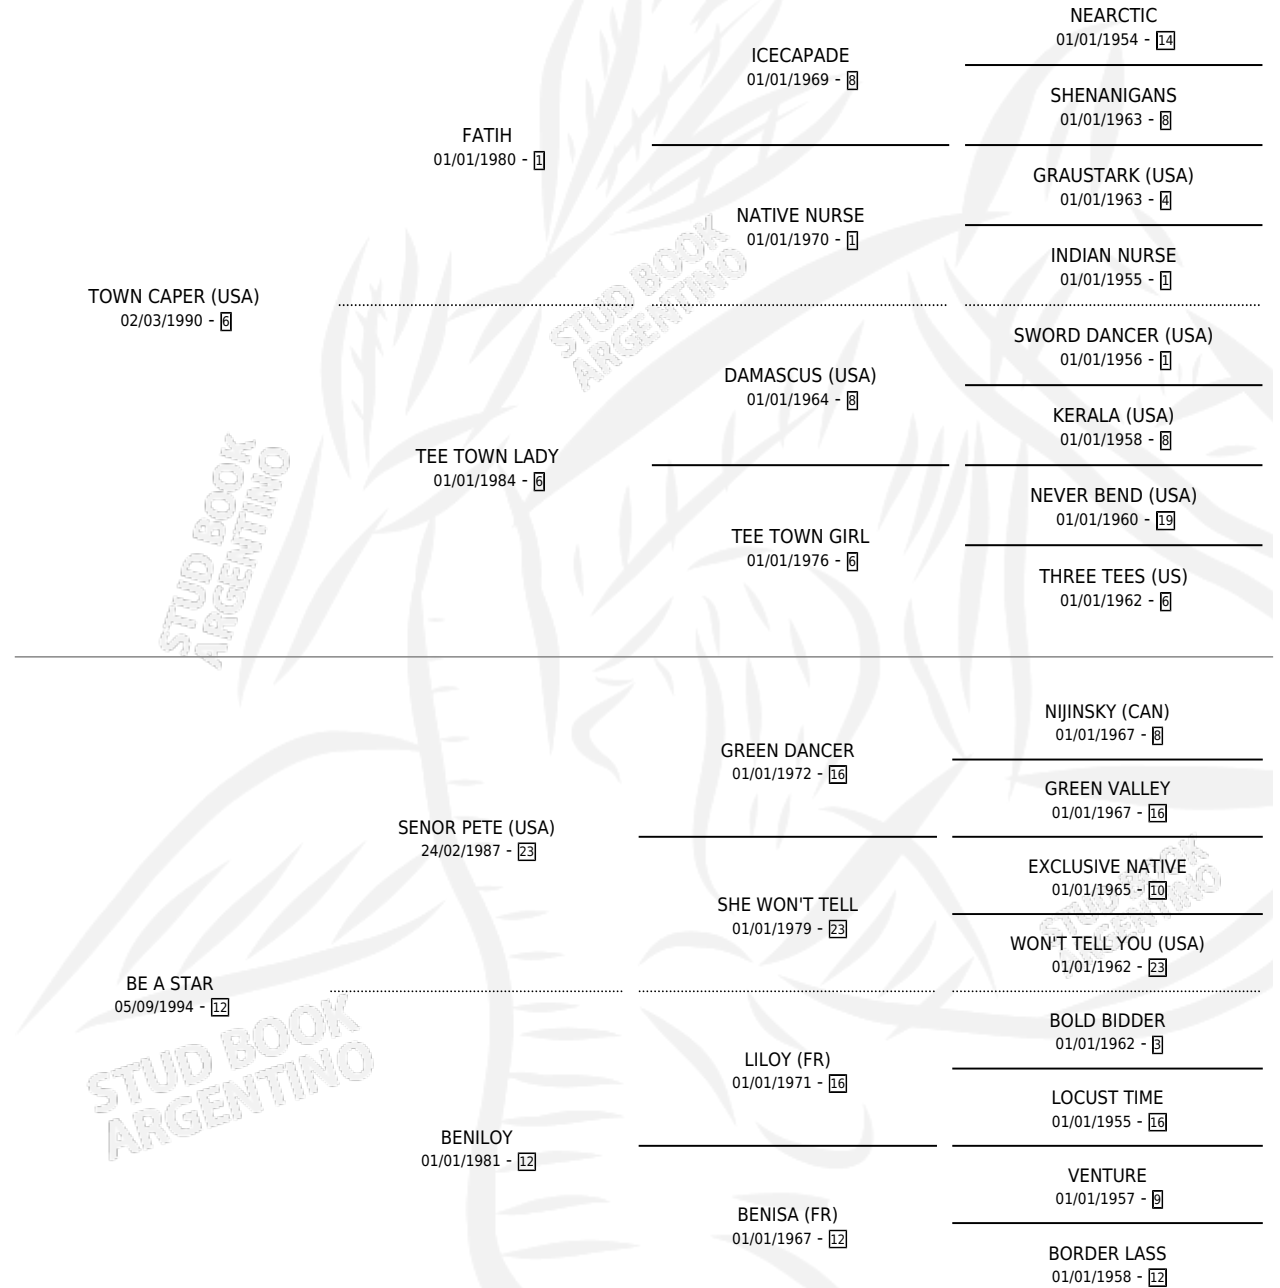 NEARCTIC
01/01/1954 - 14
ICECAPADE
01/01/1969 - 8
SHENANIGANS
01/01/1963 - 8
FATIH
01/01/1980 - 1
GRAUSTARK (USA)
01/01/1963 - 4
NATIVE NURSE
01/01/1970 - 1
INDIAN NURSE
01/01/1955 - 1
TOWN CAPER (USA)
02/03/1990 - 6
SWORD DANCER (USA)
01/01/1956 - 1
DAMASCUS (USA)
01/01/1964 - 8
KERALA (USA)
01/01/1958 - 8
TEE TOWN LADY
01/01/1984 - 6
NEVER BEND (USA)
01/01/1960 - 19
TEE TOWN GIRL
01/01/1976 - 6
THREE TEES (US)
01/01/1962 - 6
NIJINSKY (CAN)
01/01/1967 - 8
GREEN DANCER
01/01/1972 - 16
GREEN VALLEY
01/01/1967 - 16
SENOR PETE (USA)
24/02/1987 - 23
EXCLUSIVE NATIVE
01/01/1965 - 10
SHE WON'T TELL
01/01/1979 - 23
WON'T TELL YOU (USA)
01/01/1962 - 23
BE A STAR
05/09/1994 - 12
BOLD BIDDER
01/01/1962 - 3
LILOY (FR)
01/01/1971 - 16
LOCUST TIME
01/01/1955 - 16
BENILOY
01/01/1981 - 12
VENTURE
01/01/1957 - 9
BENISA (FR)
01/01/1967 - 12
BORDER LASS
01/01/1958 - 12
STUD BOOK
ARGENTINO
STUD BOOK
ARGENTINO
STUD BOOK
ARGENTINO
STUD BOOK
ARGENTINO